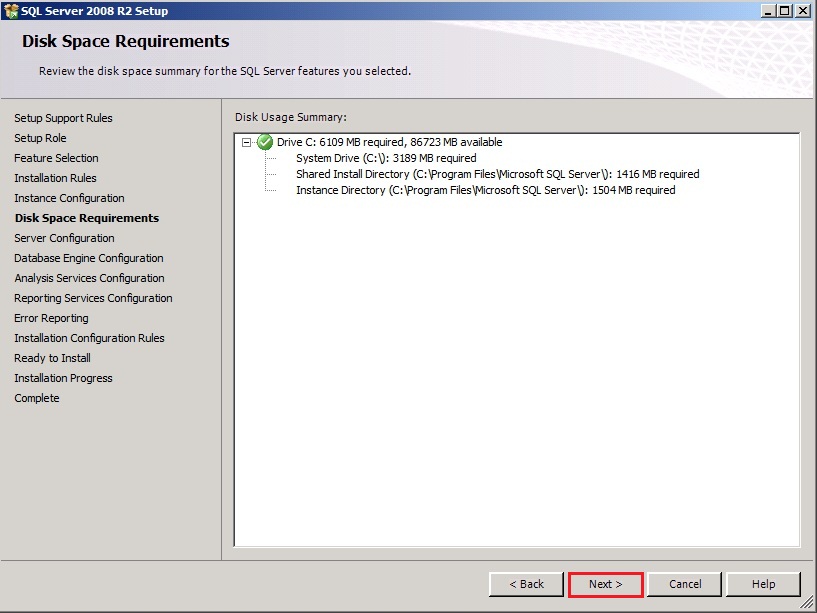 SQL Server 2008 R2 Setup
Disk Space Requirements
Review the disk space summary for the SQL Server features you selected.
Setup Support Rules
Setup Role
Feature Selection
Installation Rules
Instance Configuration
Disk Space Requirements
Server Configuration
Database Engine Configuration
Analysis Services Configuration
Reporting Services Configuration
Error Reporting
Installation Configuration Rules
Ready to Install
Installation Progress
Complete
Disk Usage Summary:
Drive C: 6109 MB required, 86723 MB available
System Drive (C:\): 3189 MB required
Shared Install Directory (C:\Program Files\Microsoft SQL Server\): 1416 MB required
Instance Directory (C:\Program Files\Microsoft SQL Server\): 1504 MB required
< Back
Next >
Cancel
Help